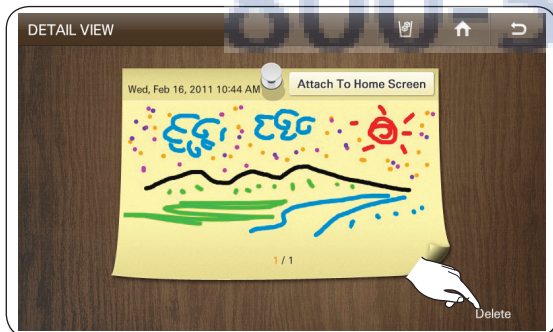 DETAIL VIEW
Wed, Feb 16, 2011 10:44 AM
Attach To Home Screen
1 / 1
Delete